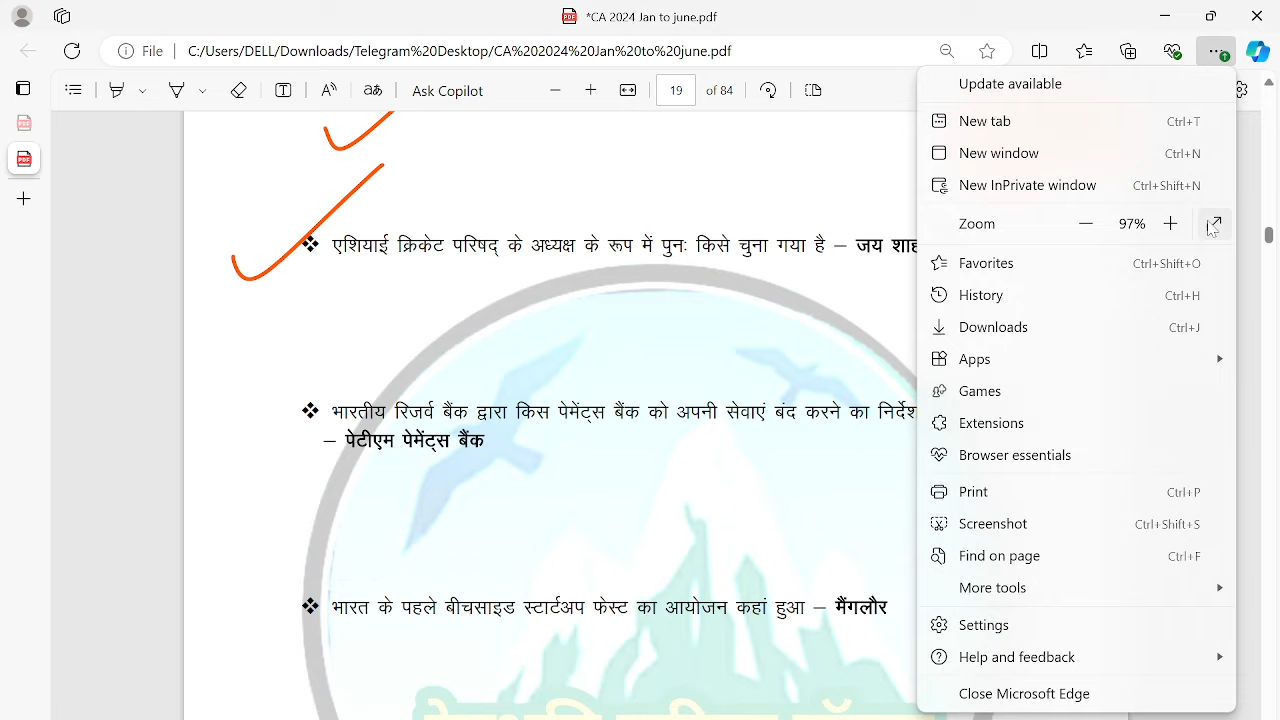 *CA 2024 Jan to june.pdf
File
C:/Users/DELL/Downloads/Telegram%20Desktop/CA%202024%20Jan%20to%20june.pdf
Ask Copilot
19 of 84
Update available
New tab Ctrl+T
New window Ctrl+N
New InPrivate window Ctrl+Shift+N
Zoom 97%
Favorites Ctrl+Shift+O
History Ctrl+H
Downloads Ctrl+J
Apps
Games
Extensions
Browser essentials
Print Ctrl+P
Screenshot Ctrl+Shift+S
Find on page Ctrl+F
More tools
Settings
Help and feedback
Close Microsoft Edge
❖ एशियाई क्रिकेट परिषद् के अध्यक्ष के रूप में पुनः किसे चुना गया है – जय शाह
❖ भारतीय रिजर्व बैंक द्वारा किस पेमेंट्स बैंक को अपनी सेवाएं बंद करने का निर्देश
– पेटीएम पेमेंट्स बैंक
❖ भारत के पहले बीचसाइड स्टार्टअप फेस्ट का आयोजन कहां हुआ – मैंगलौर